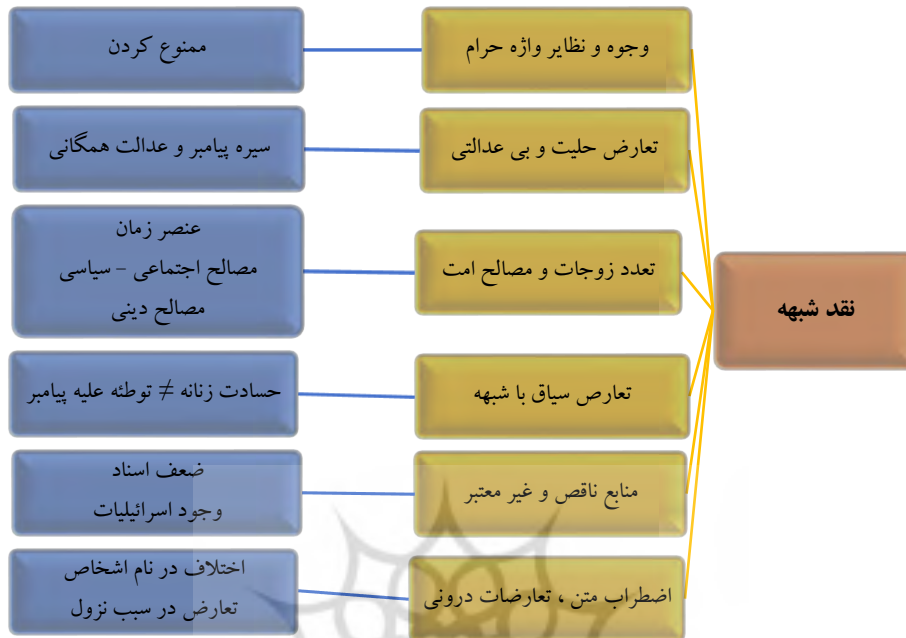 نقد شبهه
وجوه و نظایر واژه حرام
ممنوع کردن
تعارض حلیت و بی عدالتی
سیره پیامبر و عدالت همگانی
تعدد زوجات و مصالح امت
عنصر زمان
مصالح اجتماعی – سیاسی
مصالح دینی
تعارص سیاق با شبهه
حسادت زنانه ≠ توطئه علیه پیامبر
منابع ناقص و غیر معتبر
ضعف اسناد
وجود اسرائیلیات
اضطراب متن ، تعارضات درونی
اختلاف در نام اشخاص
تعارض در سبب نزول